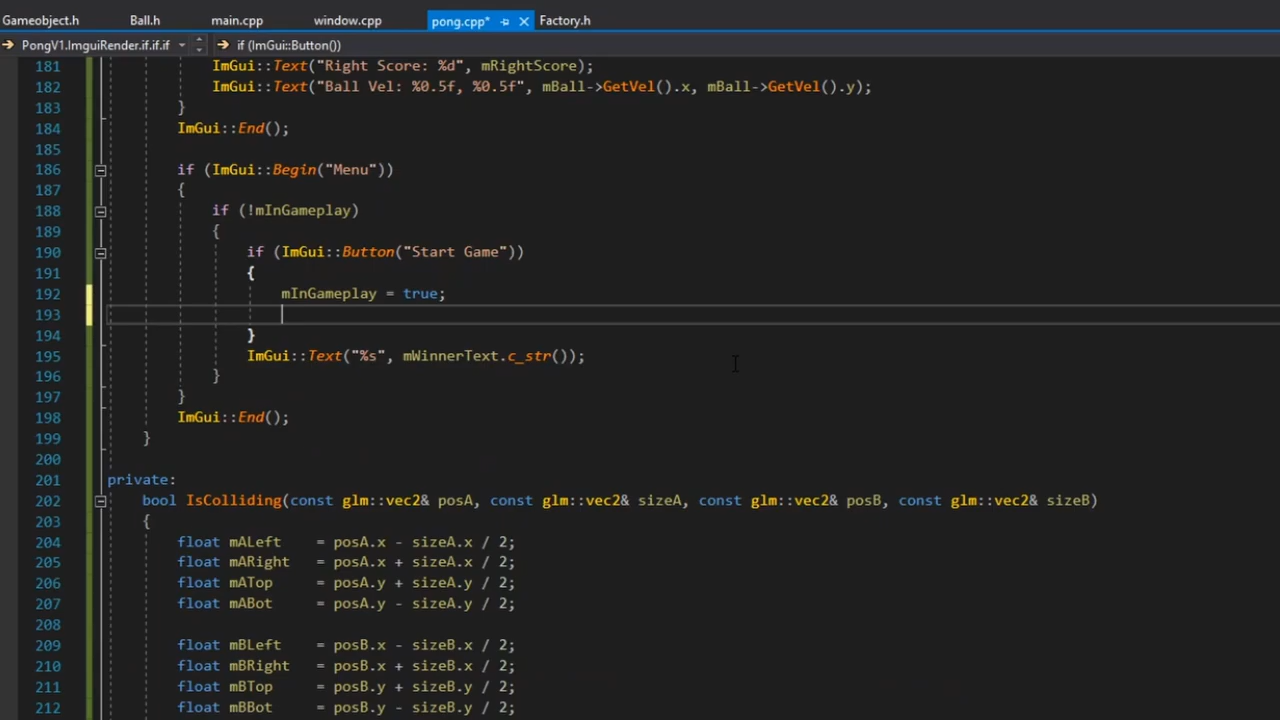 Gameobject.h Ball.h main.cpp window.cpp pong.cpp* Factory.h
PongV1.ImguiRender.if.if.if if (ImGui::Button())
181 ImGui::Text("Right Score: %d", mRightScore);
182 ImGui::Text("Ball Vel: %0.5f, %0.5f", mBall->GetVel().x, mBall->GetVel().y);
183 }
184 ImGui::End();
185
186 if (ImGui::Begin("Menu"))
187 {
188 if (!mInGameplay)
189 {
190 if (ImGui::Button("Start Game"))
191 {
192 mInGameplay = true;
193
194 }
195 ImGui::Text("%s", mWinnerText.c_str());
196 }
197 }
198 ImGui::End();
199 }
200
201 private:
202 bool IsColliding(const glm::vec2& posA, const glm::vec2& sizeA, const glm::vec2& posB, const glm::vec2& sizeB)
203 {
204 float mALeft = posA.x - sizeA.x / 2;
205 float mARight = posA.x + sizeA.x / 2;
206 float mATop = posA.y + sizeA.y / 2;
207 float mABot = posA.y - sizeA.y / 2;
208
209 float mBLeft = posB.x - sizeB.x / 2;
210 float mBRight = posB.x + sizeB.x / 2;
211 float mBTop = posB.y + sizeB.y / 2;
212 float mBBot = posB.y - sizeB.y / 2;